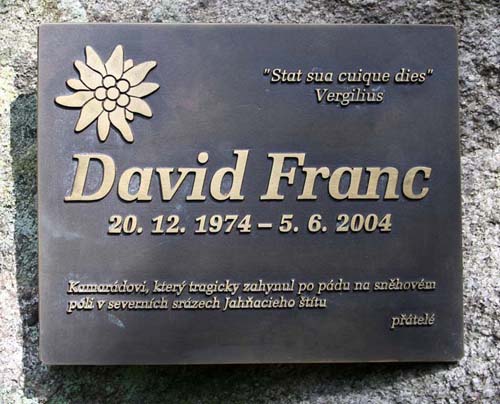 "Stat sua cuique dies"
Vergilius
David Franc
20. 12. 1974 – 5. 6. 2004
Kamarádovi, který tragicky zahynul po pádu na sněhovém
póli v severních srázech Jahňacieho štítu
přátelé